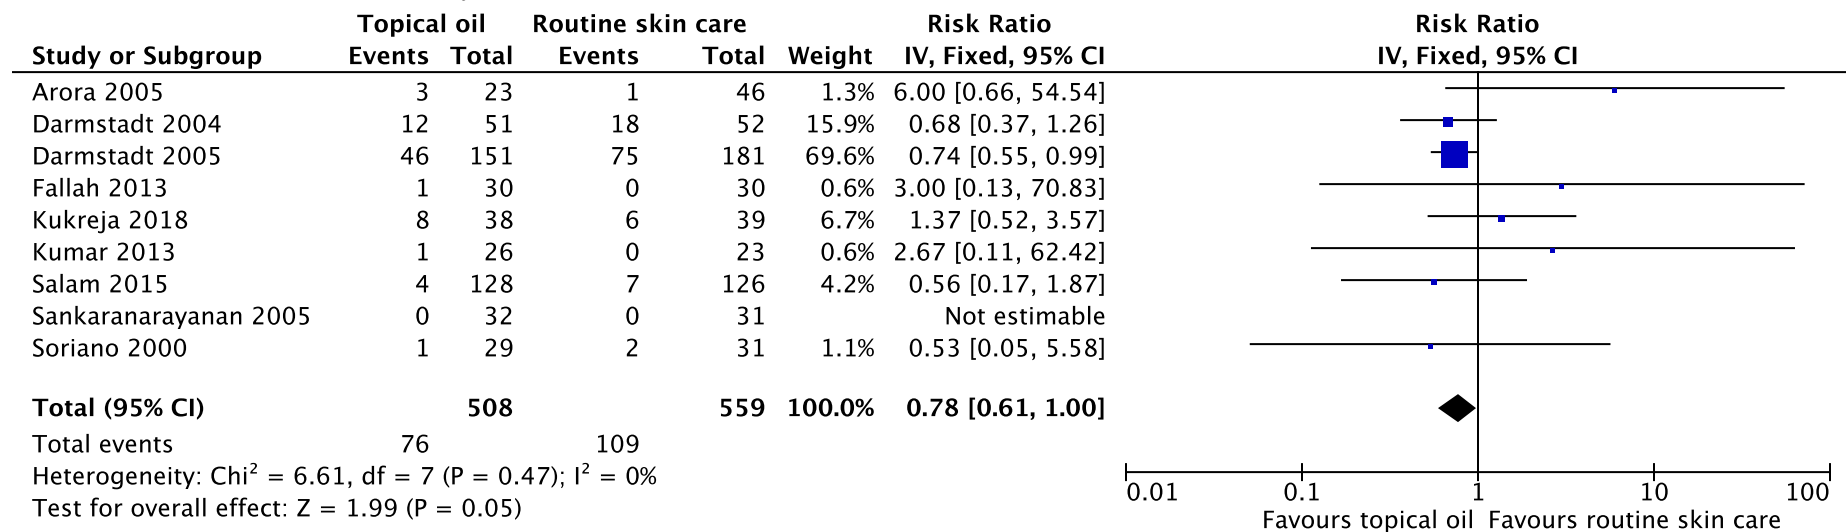 Topical oil Routine skin care Risk Ratio Risk Ratio
Study or Subgroup Events Total Events Total Weight IV, Fixed, 95% CI IV, Fixed, 95% CI
Arora 2005 3 23 1 46 1.3% 6.00 [0.66, 54.54]
Darmstadt 2004 12 51 18 52 15.9% 0.68 [0.37, 1.26]
Darmstadt 2005 46 151 75 181 69.6% 0.74 [0.55, 0.99]
Fallah 2013 1 30 0 30 0.6% 3.00 [0.13, 70.83]
Kukreja 2018 8 38 6 39 6.7% 1.37 [0.52, 3.57]
Kumar 2013 1 26 0 23 0.6% 2.67 [0.11, 62.42]
Salam 2015 4 128 7 126 4.2% 0.56 [0.17, 1.87]
Sankaranarayanan 2005 0 32 0 31 Not estimable
Soriano 2000 1 29 2 31 1.1% 0.53 [0.05, 5.58]
Total (95% CI) 508 559 100.0% 0.78 [0.61, 1.00]
Total events 76 109
Heterogeneity: Chi² = 6.61, df = 7 (P = 0.47); I² = 0%
Test for overall effect: Z = 1.99 (P = 0.05)
0.01 0.1 1 10 100
Favours topical oil Favours routine skin care